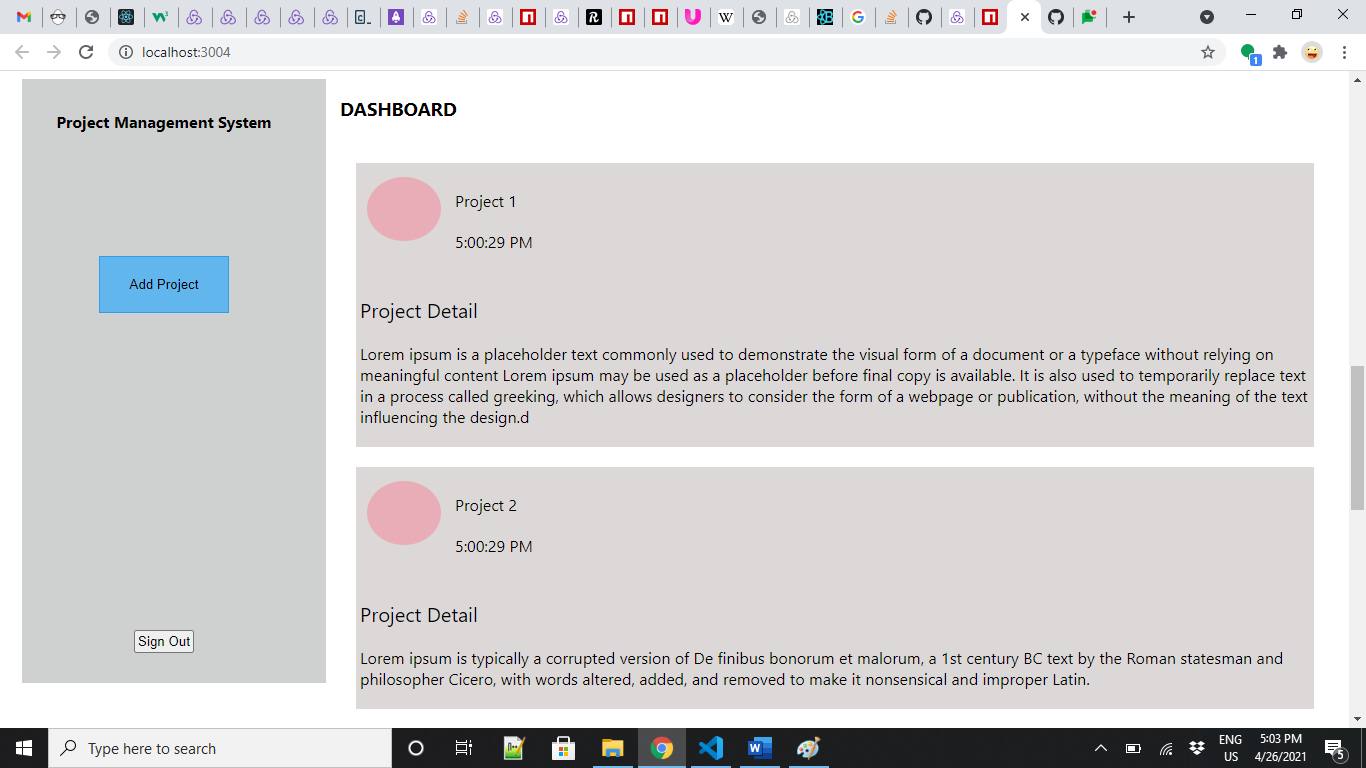 localhost:3004
1
Project Management System
Add Project
Sign Out
DASHBOARD
Project 1
5:00:29 PM
Project Detail
Lorem ipsum is a placeholder text commonly used to demonstrate the visual form of a document or a typeface without relying on
meaningful content Lorem ipsum may be used as a placeholder before final copy is available. It is also used to temporarily replace text
in a process called greeking, which allows designers to consider the form of a webpage or publication, without the meaning of the text
influencing the design.d
Project 2
5:00:29 PM
Project Detail
Lorem ipsum is typically a corrupted version of De finibus bonorum et malorum, a 1st century BC text by the Roman statesman and
philosopher Cicero, with words altered, added, and removed to make it nonsensical and improper Latin.
Type here to search
ENG
US
5:03 PM
4/26/2021
5